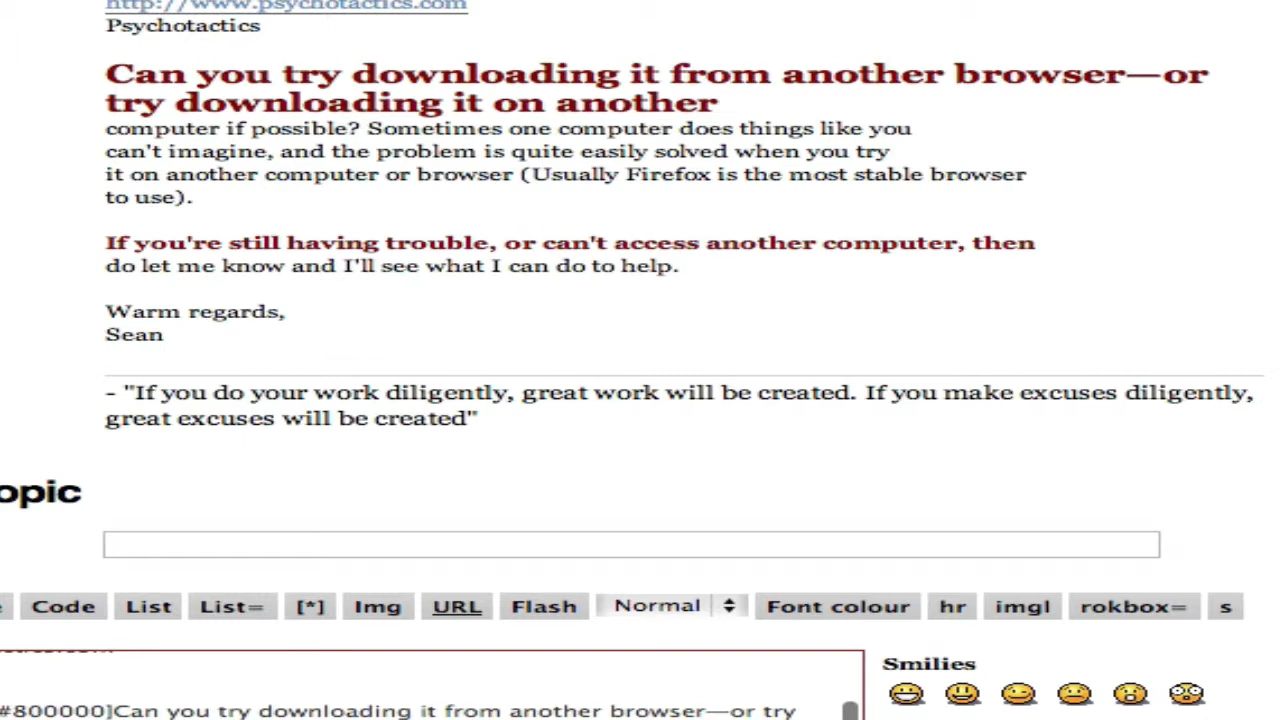 http://www.psychotactics.com
Psychotactics
Can you try downloading it from another browser—or
try downloading it on another
computer if possible? Sometimes one computer does things like you
can't imagine, and the problem is quite easily solved when you try
it on another computer or browser (Usually Firefox is the most stable browser
to use).
If you're still having trouble, or can't access another computer, then
do let me know and I'll see what I can do to help.
Warm regards,
Sean
- "If you do your work diligently, great work will be created. If you make excuses diligently,
great excuses will be created"
opic
Code List List= [*] Img URL Flash Normal Font colour hr imgl rokbox= s
Smilies
#800000]Can you try downloading it from another browser—or try